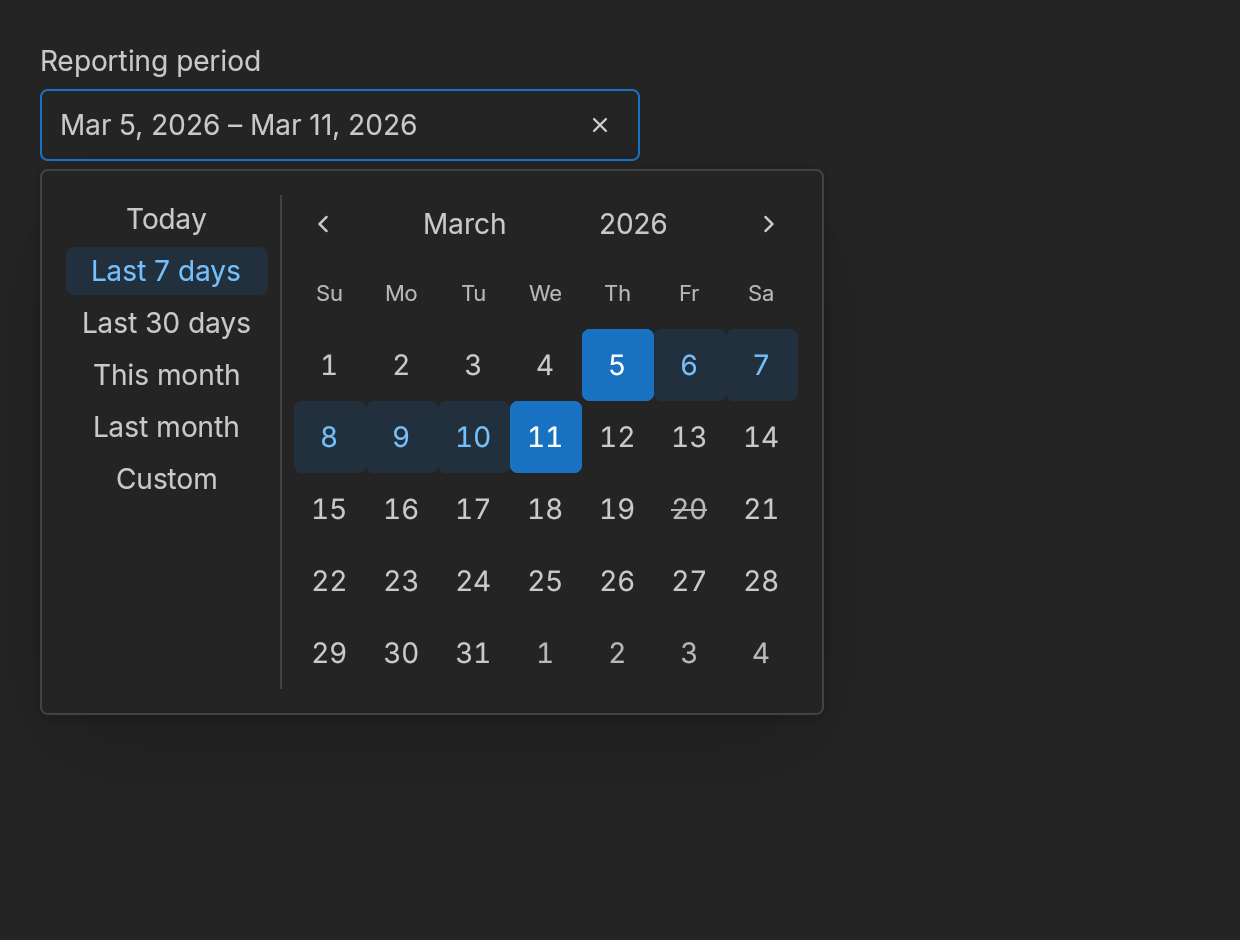 Reporting period
Mar 5, 2026 – Mar 11, 2026
Today
Last 7 days
Last 30 days
This month
Last month
Custom
March 2026
Su Mo Tu We Th Fr Sa
1 2 3 4 5 6 7
8 9 10 11 12 13 14
15 16 17 18 19 20 21
22 23 24 25 26 27 28
29 30 31 1 2 3 4